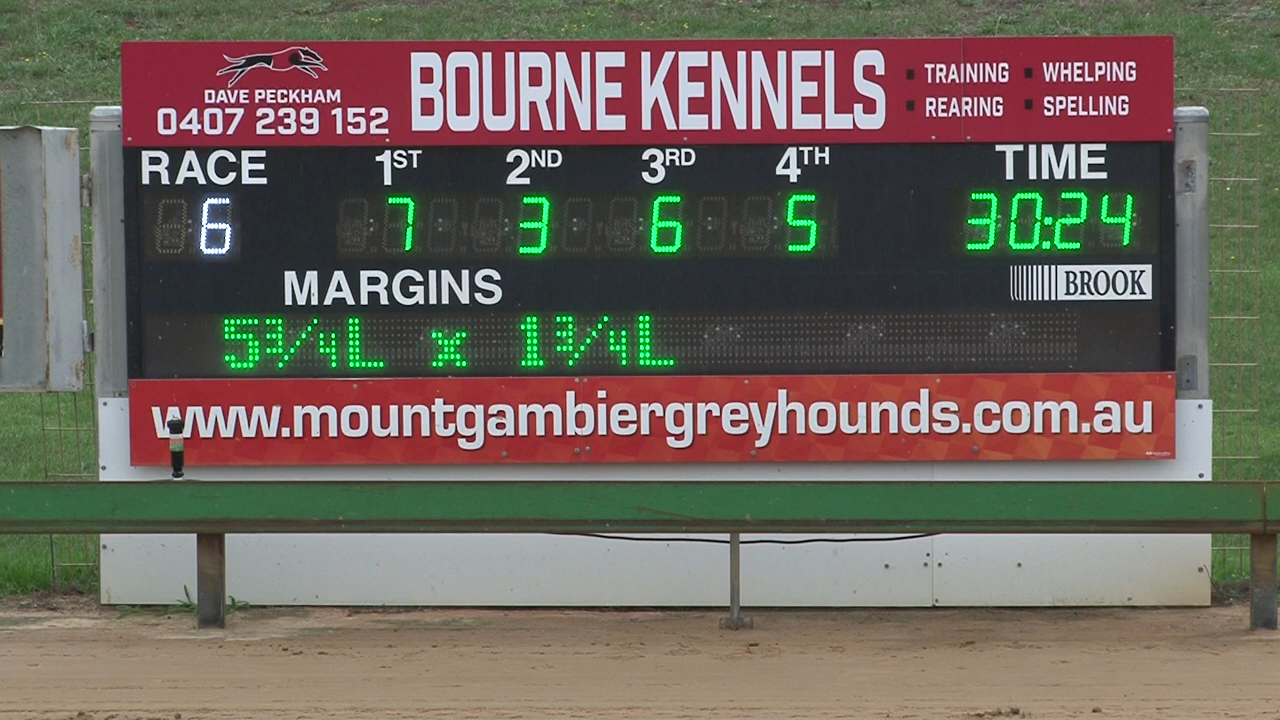 DAVE PECKHAM
0407 239 152
BOURNE KENNELS
▪ TRAINING ▪ WHELPING
▪ REARING ▪ SPELLING
RACE 1ST 2ND 3RD 4TH TIME
6 7 3 6 5 30:24
MARGINS
BROOK
5¾L x 1¾L
www.mountgambiergreyhounds.com.au